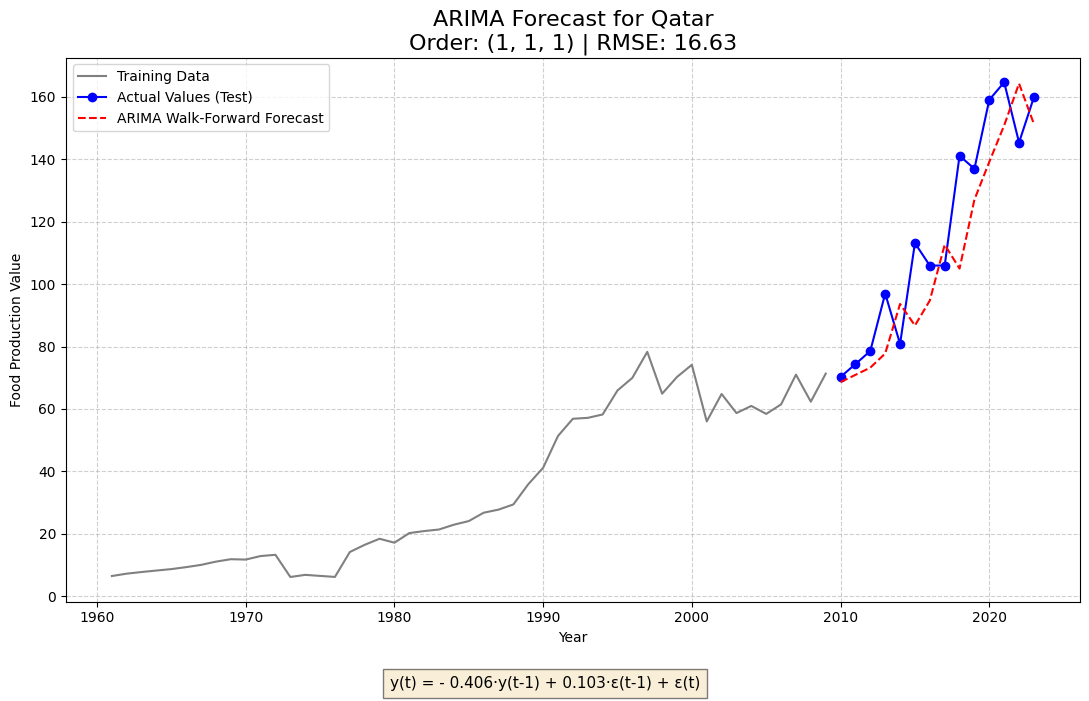 ARIMA Forecast for Qatar
Order: (1, 1, 1) | RMSE: 16.63
Training Data
Actual Values (Test)
ARIMA Walk-Forward Forecast
Food Production Value
160
140
120
100
80
60
40
20
0
1960 1970 1980 1990 2000 2010 2020
Year
y(t) = - 0.406·y(t-1) + 0.103·ε(t-1) + ε(t)